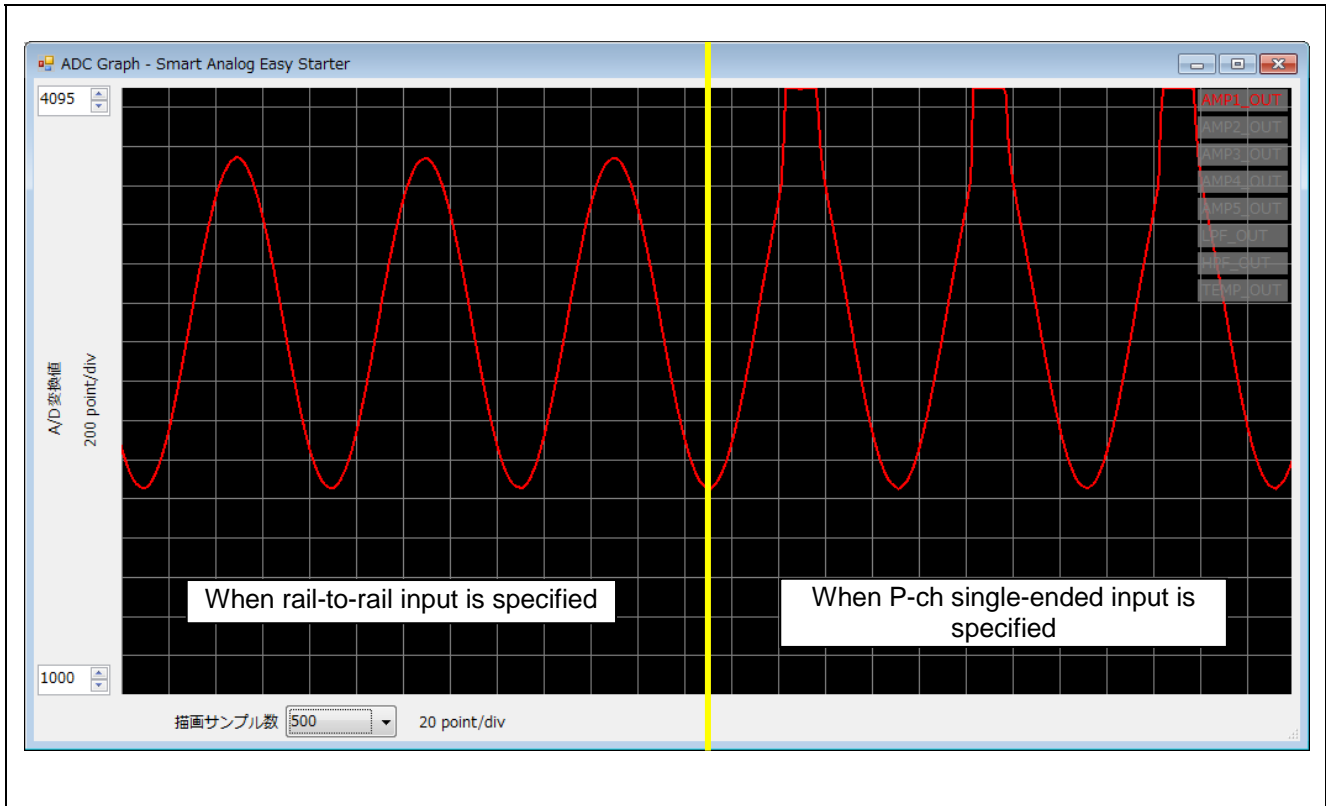 ADC Graph - Smart Analog Easy Starter
4095
AMP1_OUT
AMP2_OUT
AMP3_OUT
AMP4_OUT
AMP5_OUT
LPF_OUT
HPF_OUT
TEMP_OUT
A/D変換値
200 point/div
When rail-to-rail input is specified
When P-ch single-ended input is
specified
1000
描画サンプル数 500 20 point/div